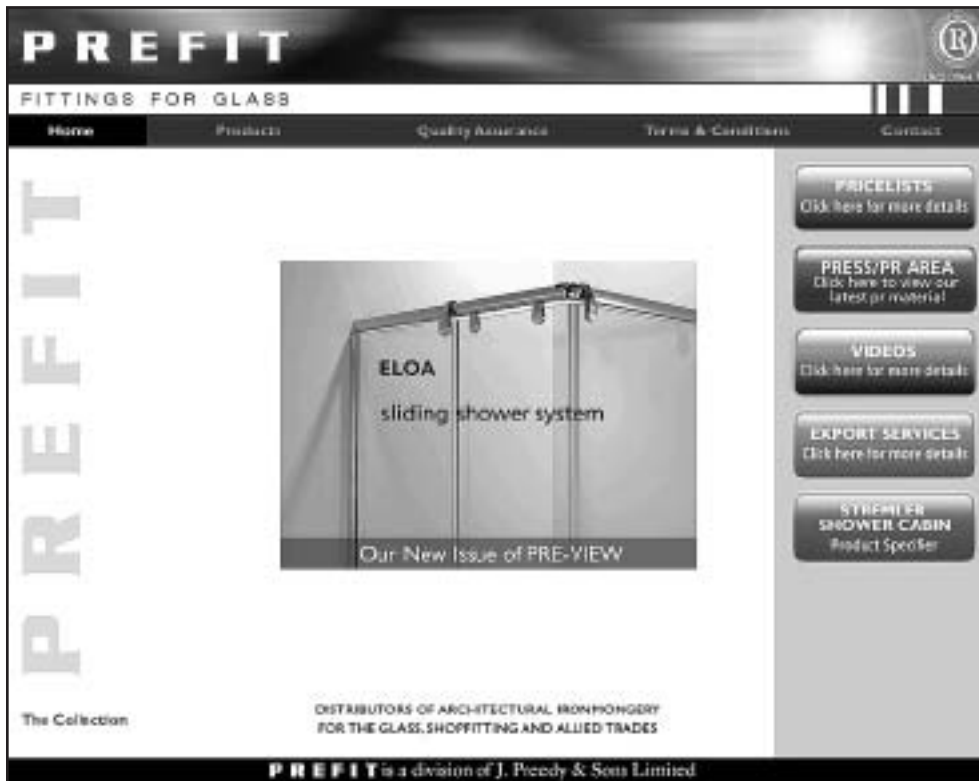 PREFIT
R
FITTINGS FOR GLASS
Home Products Quality Assurance Terms & Conditions Contact
PREFIT
ELOA
sliding shower system
Our New Issue of PRE-VIEW
PRICELISTS
Click here for more details
PRESS/PR AREA
Click here to view our
latest pr material
VIDEOS
Click here for more details
EXPORT SERVICES
Click here for more details
STREMLER
SHOWER CABIN
Product Specifier
The Collection
DISTRIBUTORS OF ARCHITECTURAL IRONMONGERY
FOR THE GLASS, SHOPFITTING AND ALLIED TRADES
PREFIT is a division of J. Preedy & Sons Limited